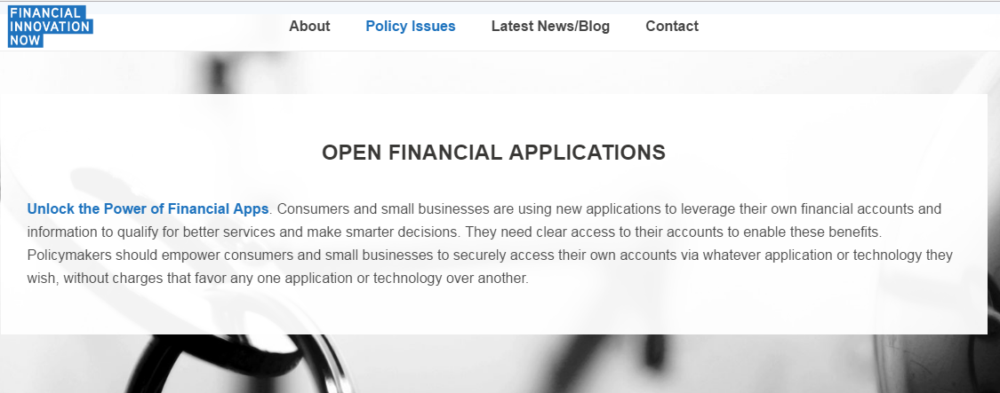 FINANCIAL
INNOVATION
NOW
About Policy Issues Latest News/Blog Contact
OPEN FINANCIAL APPLICATIONS
Unlock the Power of Financial Apps. Consumers and small businesses are using new applications to leverage their own financial accounts and
information to qualify for better services and make smarter decisions. They need clear access to their accounts to enable these benefits.
Policymakers should empower consumers and small businesses to securely access their own accounts via whatever application or technology they
wish, without charges that favor any one application or technology over another.